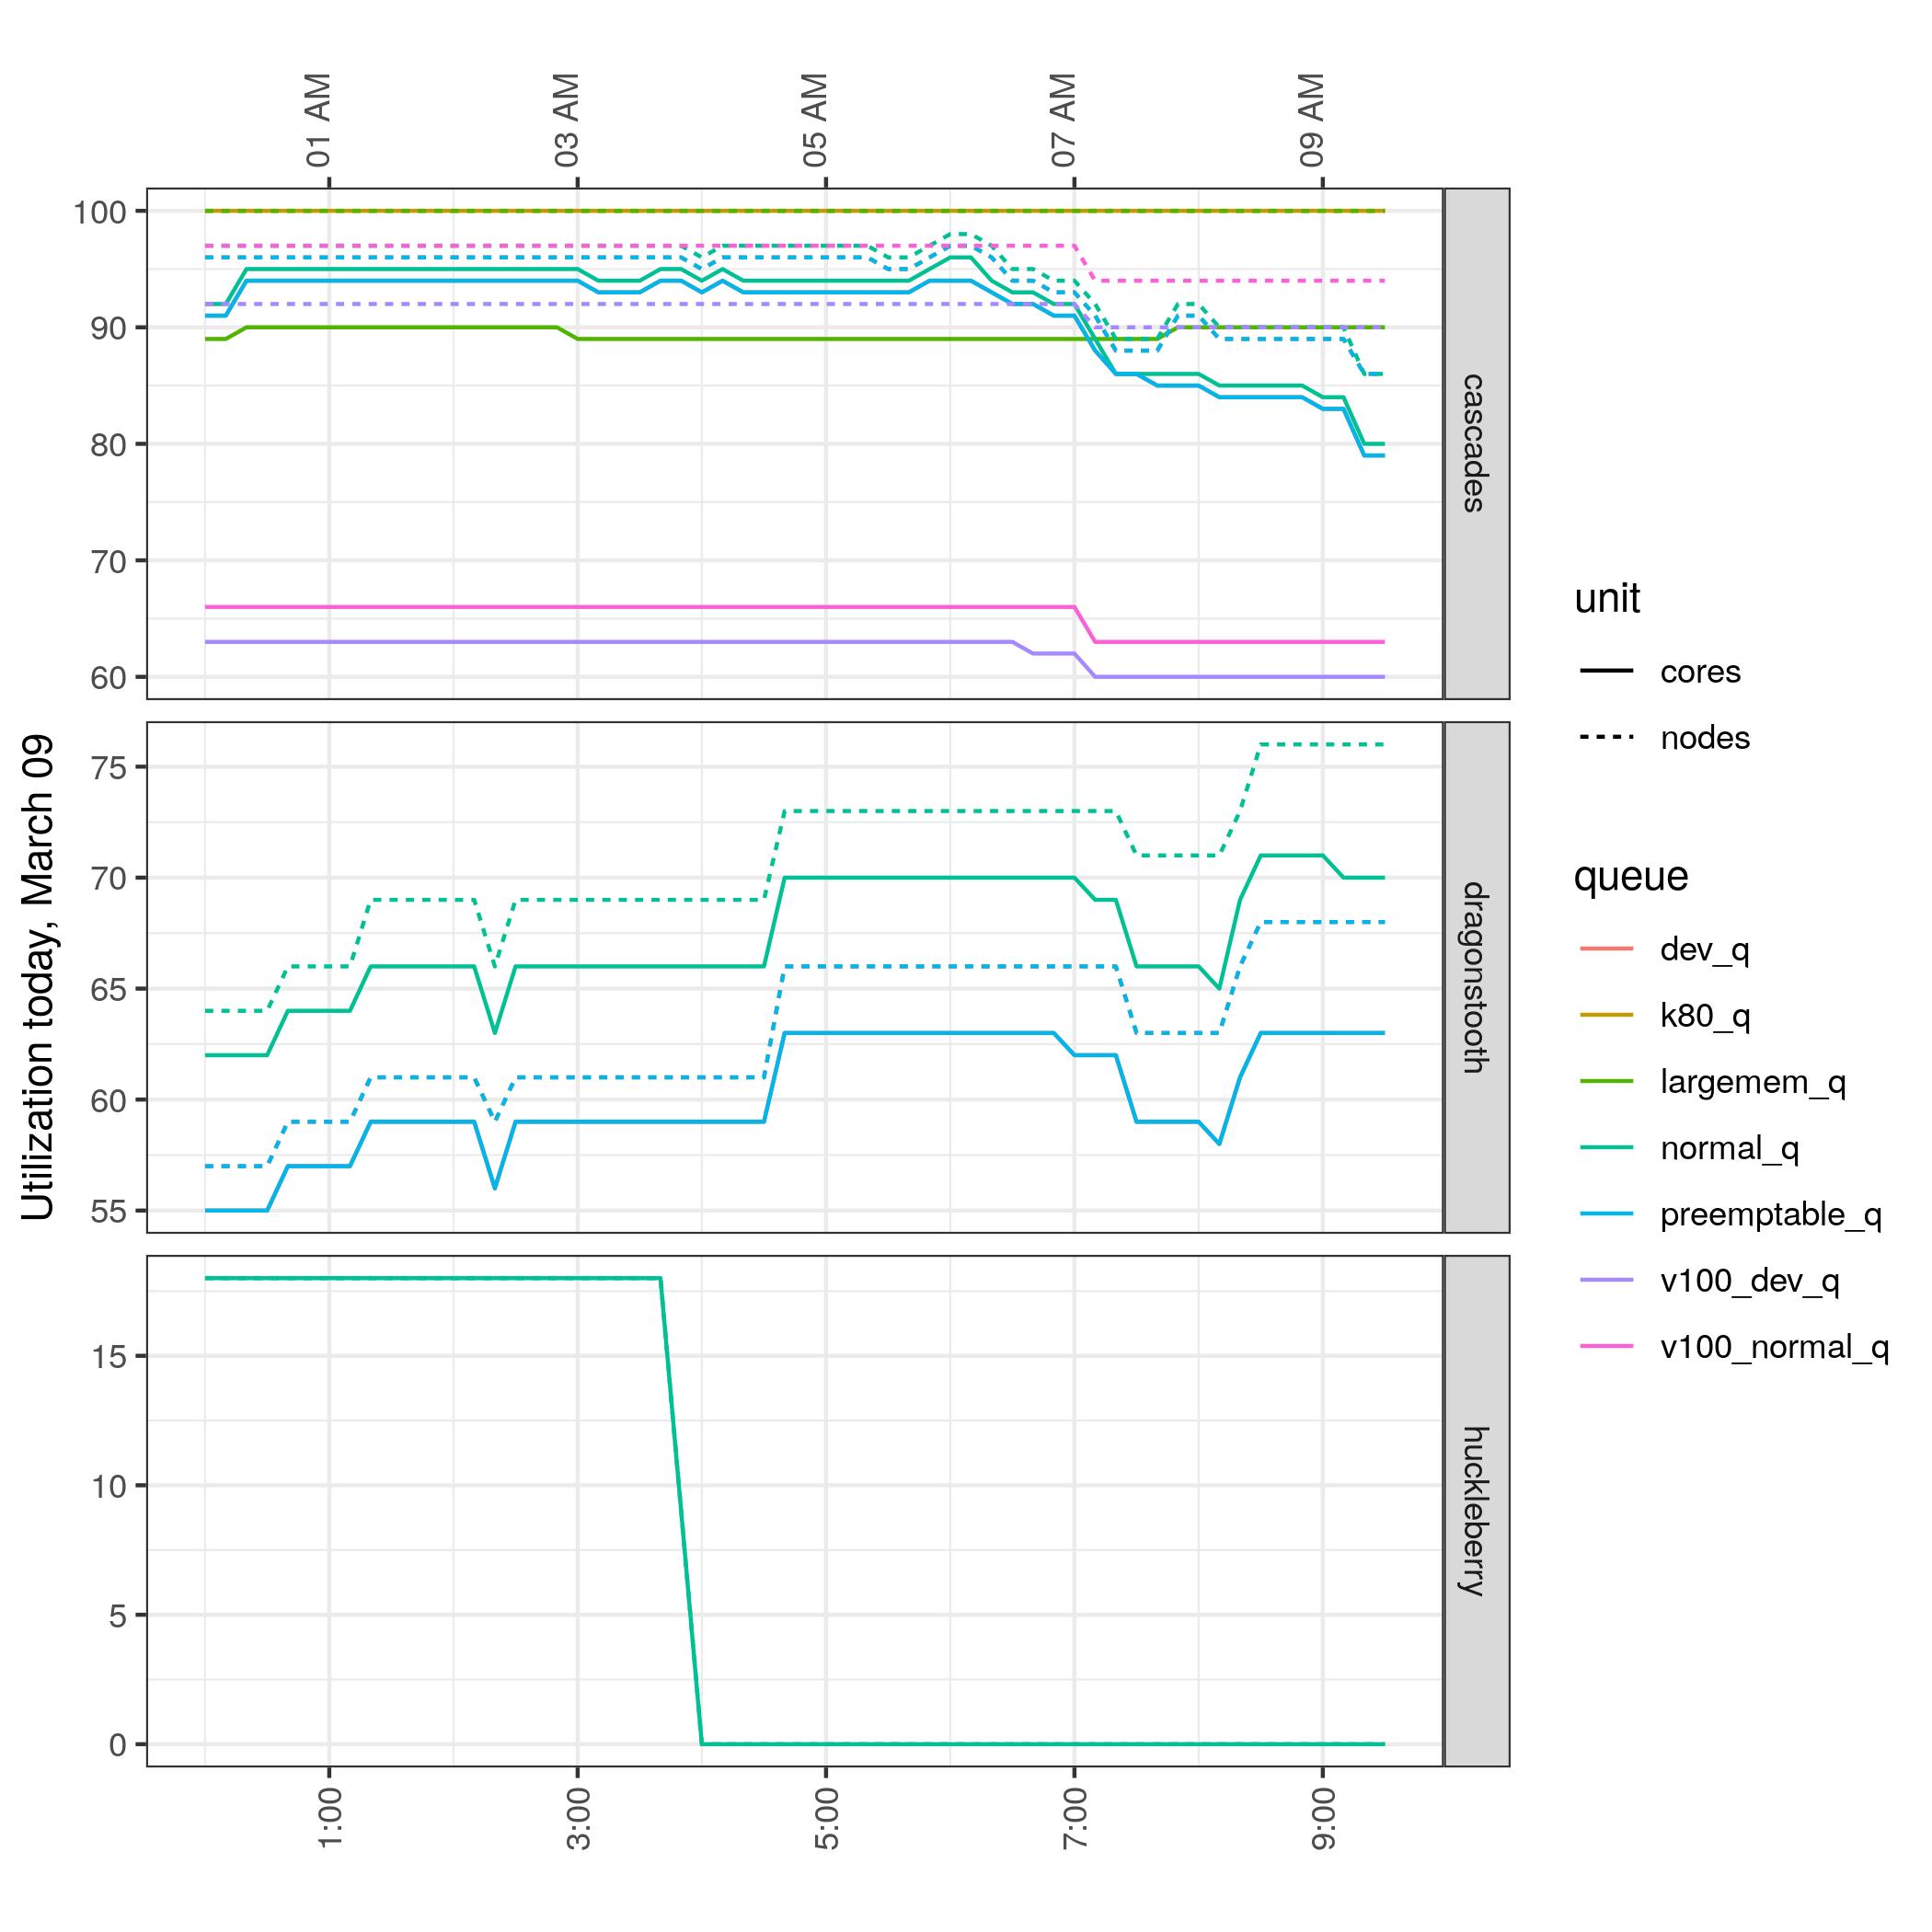 01 AM
03 AM
05 AM
07 AM
09 AM
100
90
80
70
60
cascades
75
70
65
60
55
dragonstooth
15
10
5
0
huckleberry
1:00
3:00
5:00
7:00
9:00
Utilization today, March 09
unit
cores
nodes
queue
dev_q
k80_q
largemem_q
normal_q
preemptable_q
v100_dev_q
v100_normal_q